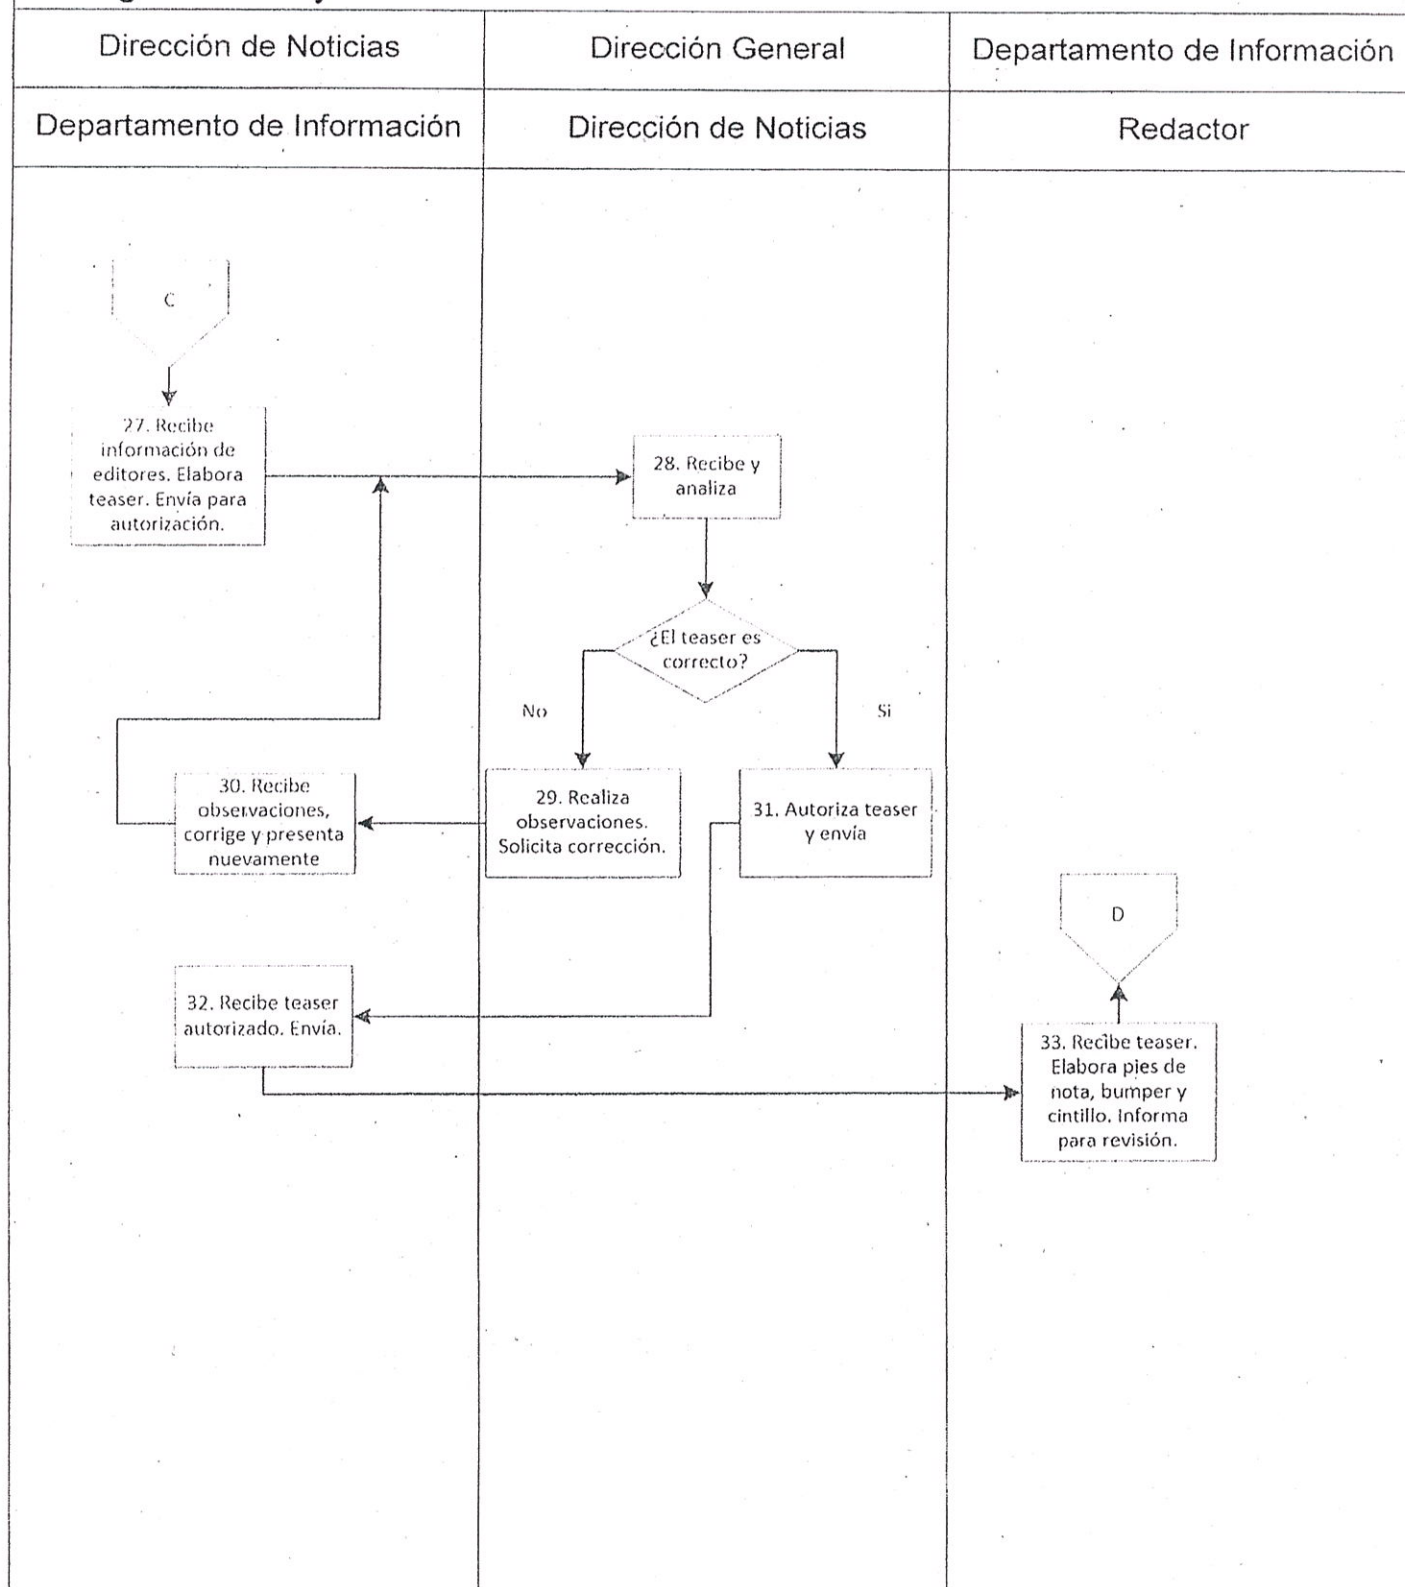 Dirección de Noticias
Dirección General
Departamento de Información
Departamento de Información
Dirección de Noticias
Redactor
C
27. Recibe
información de
editores. Elabora
teaser. Envía para
autorización.
28. Recibe y
analiza
¿El teaser es
correcto?
No
Si
30. Recibe
observaciones,
corrige y presenta
nuevamente
29. Realiza
observaciones.
Solicita corrección.
31. Autoriza teaser
y envía
D
32. Recibe teaser
autorizado. Envía.
33. Recibe teaser.
Elabora pies de
nota, bumper y
cintillo. Informa
para revisión.